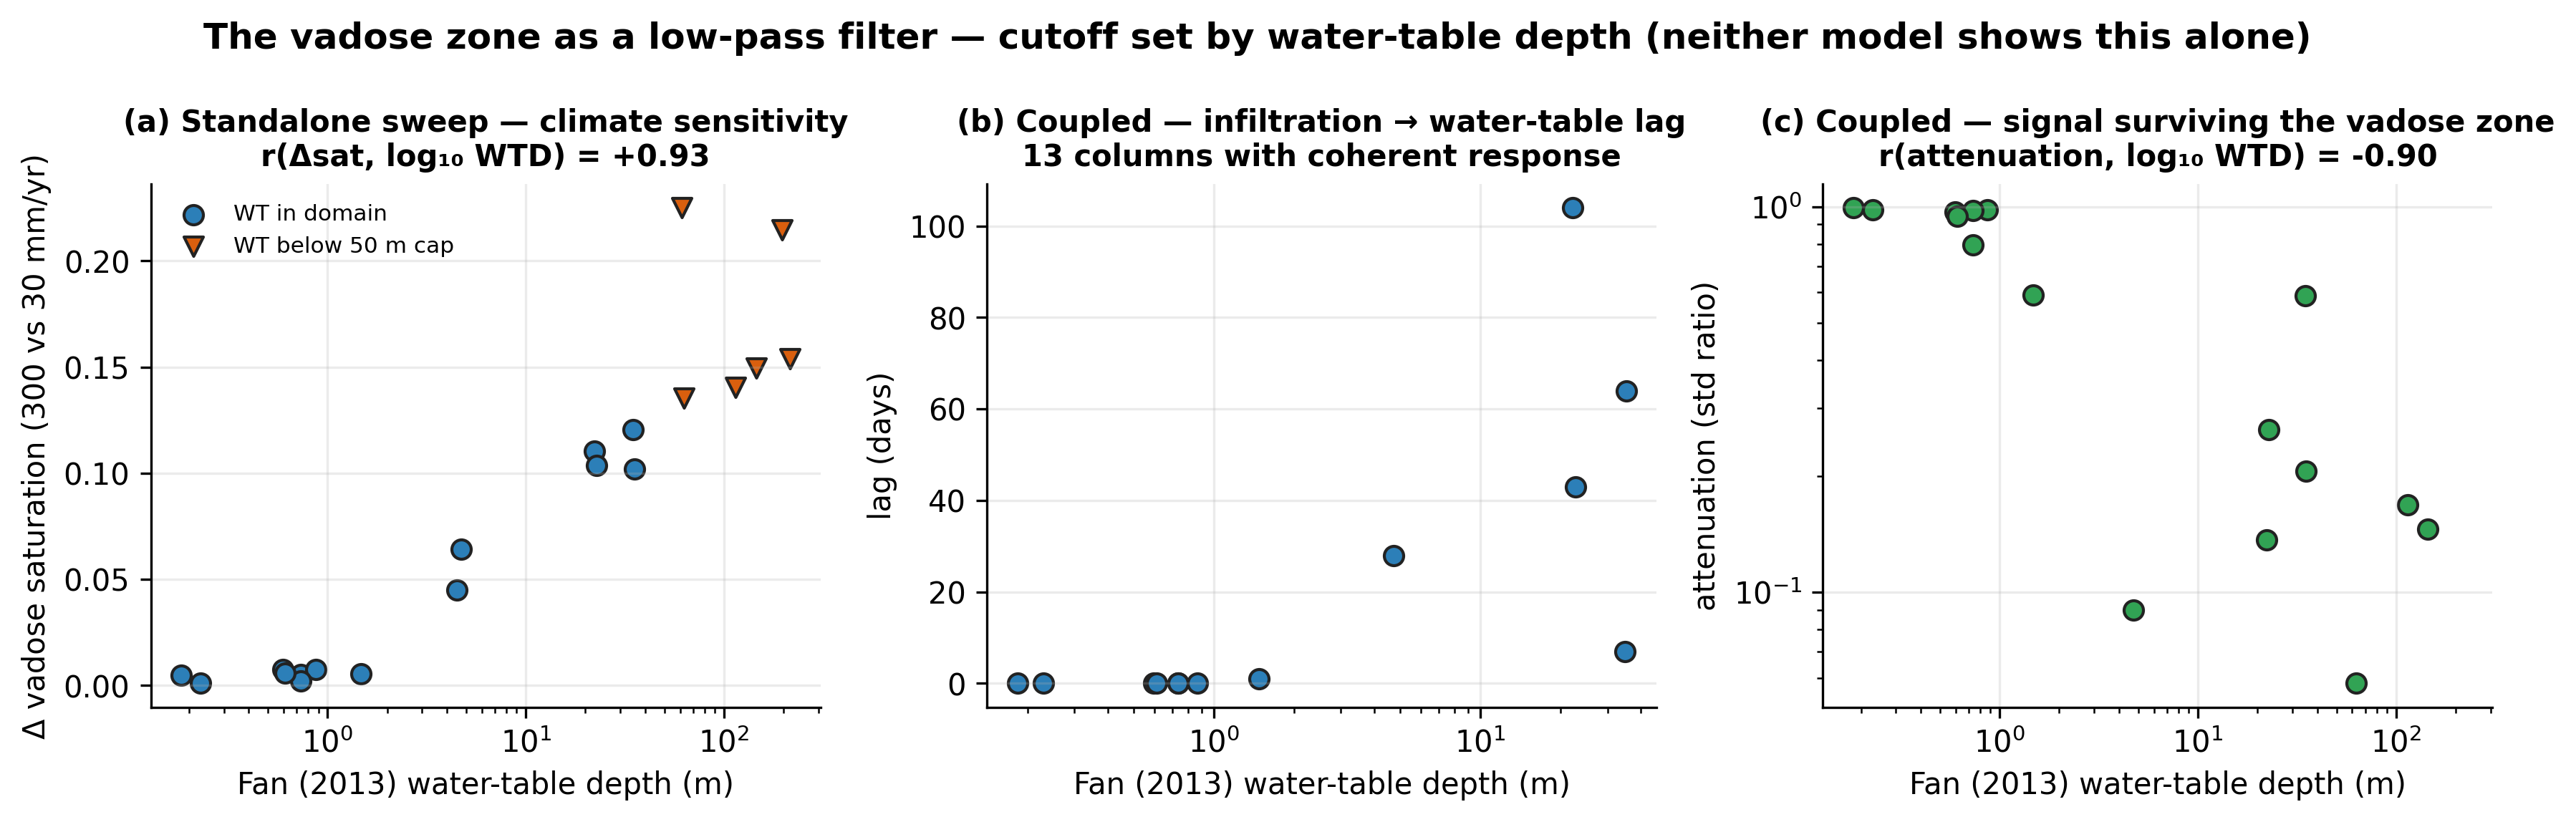 The vadose zone as a low-pass filter — cutoff set by water-table depth (neither model shows this alone)
(a) Standalone sweep — climate sensitivity
r(Δsat, log₁₀ WTD) = +0.93
Δ vadose saturation (300 vs 30 mm/yr)
WT in domain
WT below 50 m cap
0.20
0.15
0.10
0.05
0.00
10⁰ 10¹ 10²
Fan (2013) water-table depth (m)
(b) Coupled — infiltration → water-table lag
13 columns with coherent response
lag (days)
100
80
60
40
20
0
10⁰ 10¹
Fan (2013) water-table depth (m)
(c) Coupled — signal surviving the vadose zone
r(attenuation, log₁₀ WTD) = -0.90
attenuation (std ratio)
10⁰
10⁻¹
10⁰ 10¹ 10²
Fan (2013) water-table depth (m)